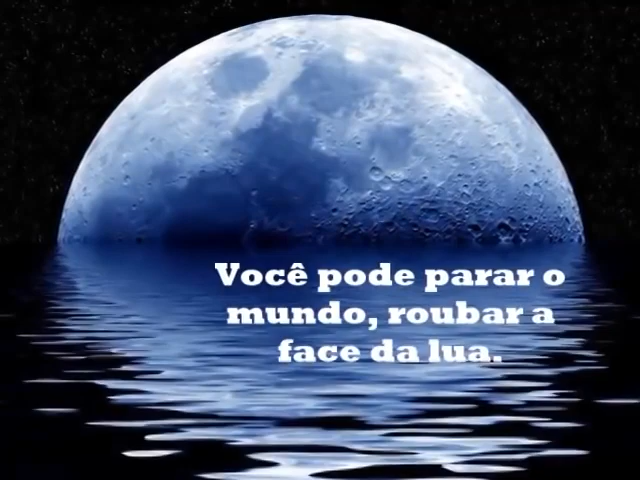 Você pode parar o
mundo, roubar a
face da lua.